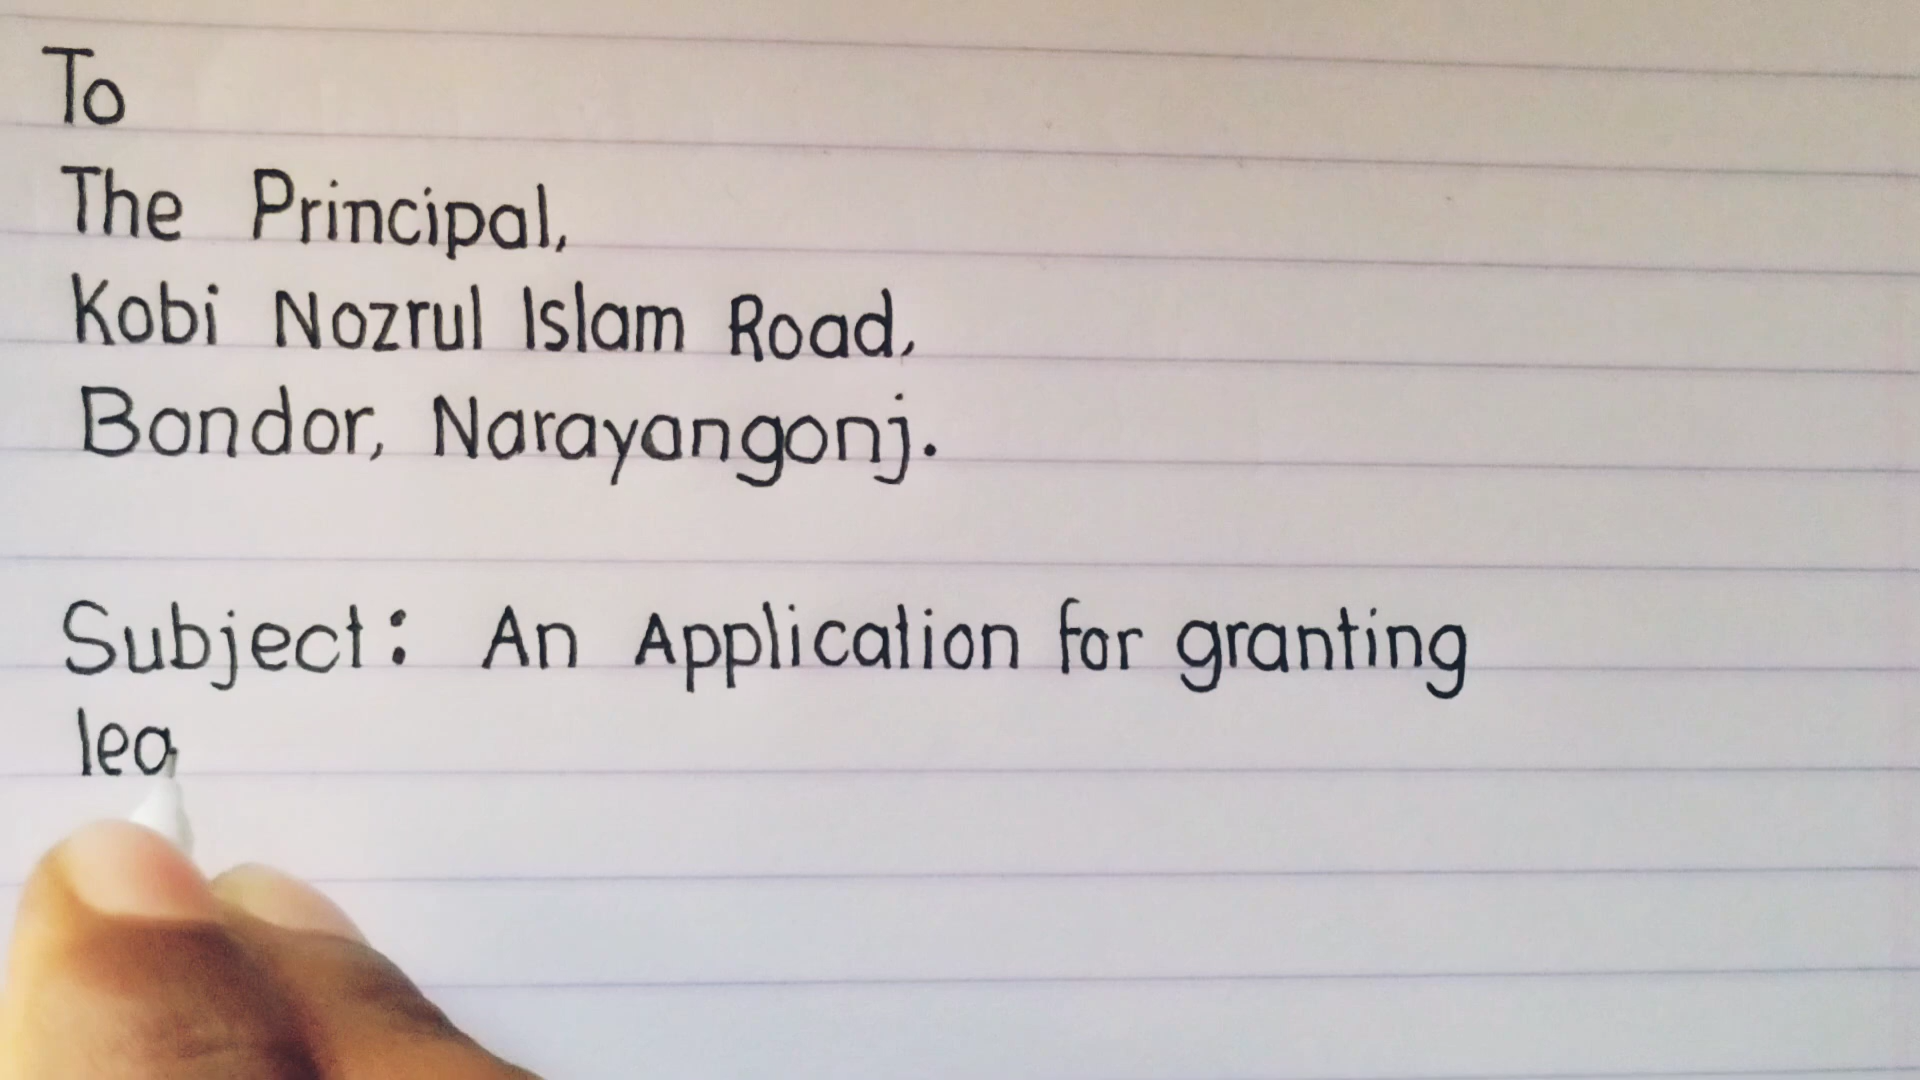 To
The Principal,
Kobi Nozrul Islam Road,
Bondor, Narayangonj.
Subject: An Application for granting
lea